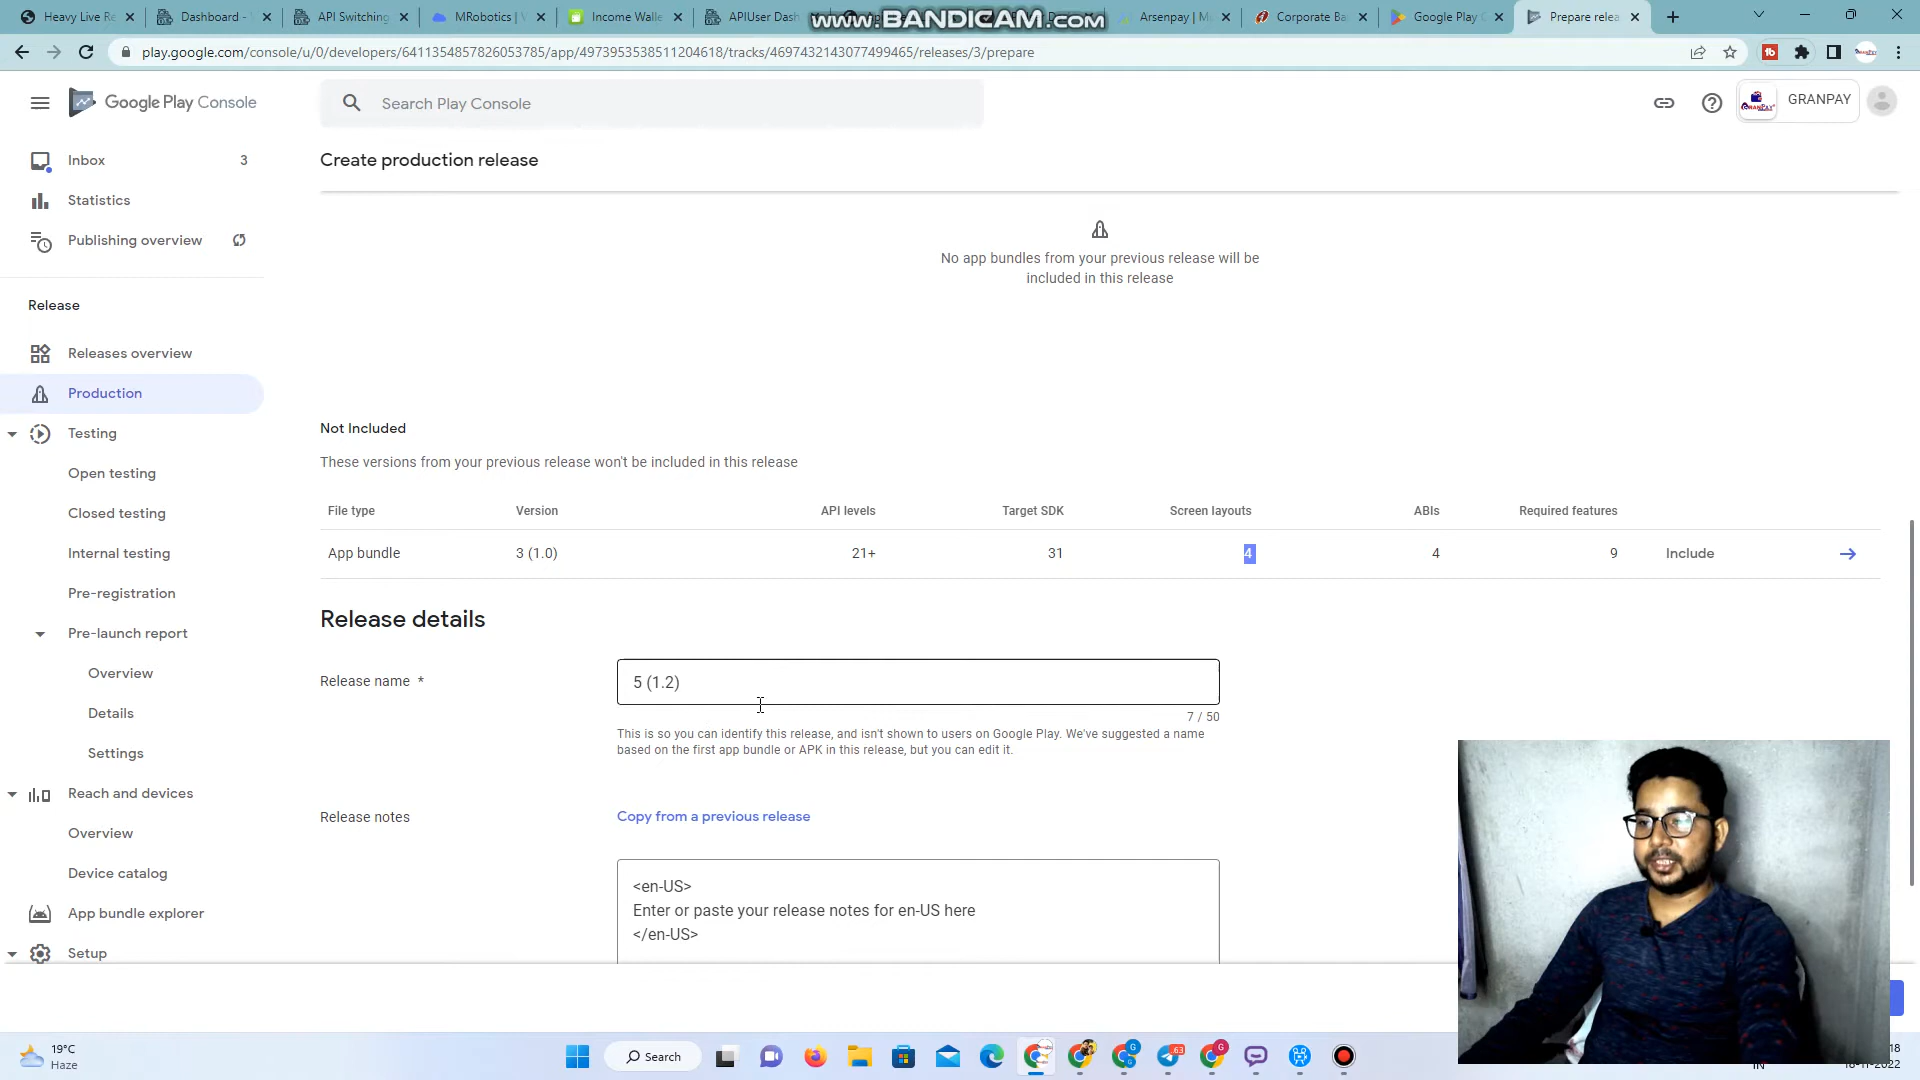 Heavy Live Re
Dashboard -
API Switching
MRobotics | V
Income Walle
APIUser Dash
www.BANDICAM.com
Arsenpay | M
Corporate Ba
Google Play C
Prepare relea
play.google.com/console/u/0/developers/6411354857826053785/app/4973953538511204618/tracks/4697432143077499465/releases/3/prepare
Google Play Console
Search Play Console
GRANPAY
Inbox 3
Statistics
Publishing overview
Release
Releases overview
Production
Testing
Open testing
Closed testing
Internal testing
Pre-registration
Pre-launch report
Overview
Details
Settings
Reach and devices
Overview
Device catalog
App bundle explorer
Setup
Create production release
No app bundles from your previous release will be
included in this release
Not Included
These versions from your previous release won't be included in this release
File type Version API levels Target SDK Screen layouts ABIs Required features
App bundle 3 (1.0) 21+ 31 4 4 9 Include
Release details
Release name *
5 (1.2)
7 / 50
This is so you can identify this release, and isn't shown to users on Google Play. We've suggested a name
based on the first app bundle or APK in this release, but you can edit it.
Release notes
Copy from a previous release
<en-US>
Enter or paste your release notes for en-US here
</en-US>
19°C
Haze
Search
63